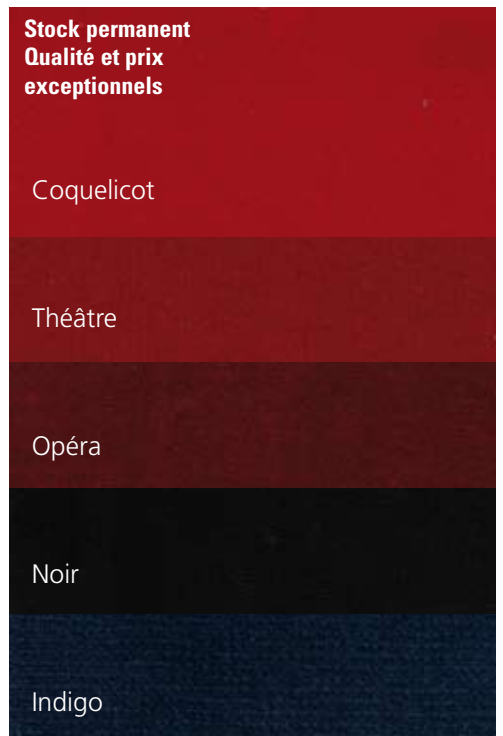 Stock permanent
Qualité et prix
exceptionnels
Coquelicot
Théâtre
Opéra
Noir
Indigo